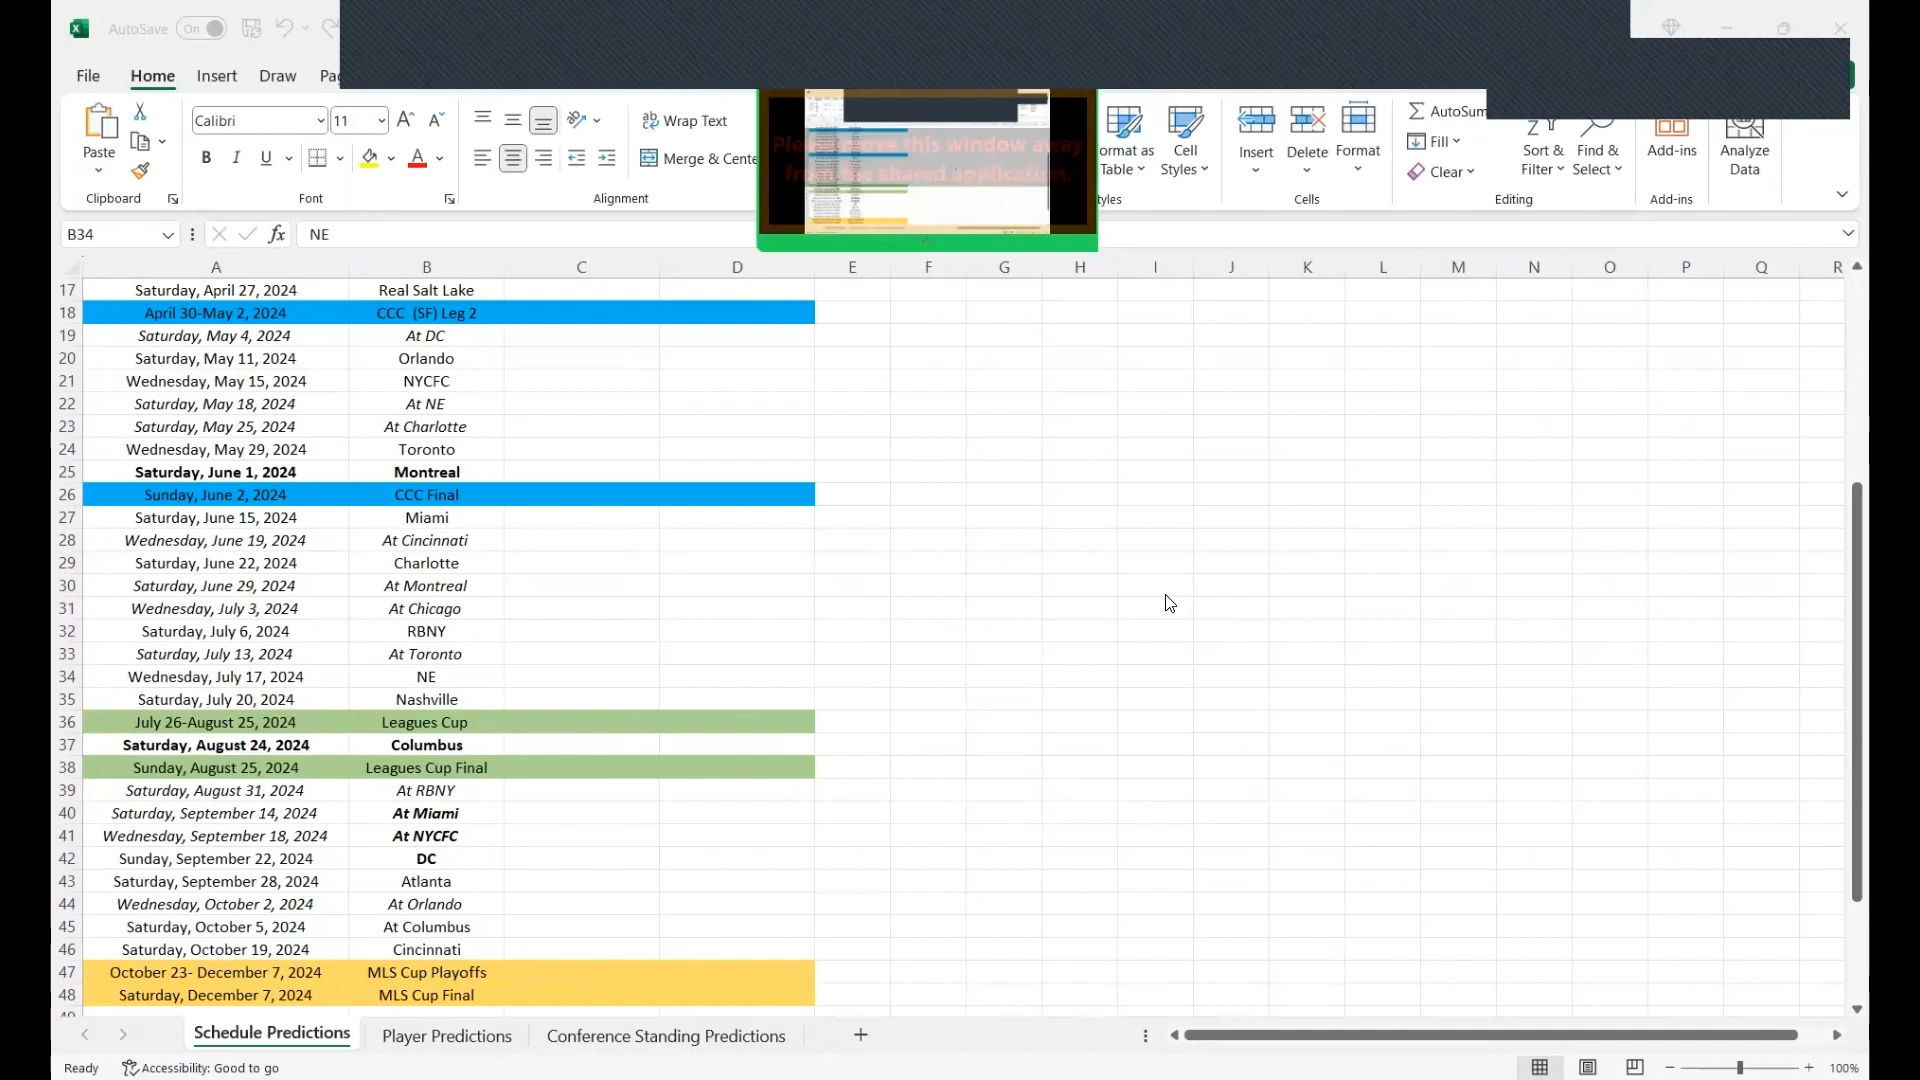 AutoSave On
File Home Insert Draw
Paste
Clipboard
Calibri 11
B I U
Font
Wrap Text
Merge &
Alignment
Please move this window away
from the shared application.
Cell Styles
Insert Delete Format
Cells
Fill
Clear
Sort & Filter
Find & Select
Editing
Add-ins
Add-ins
Analyze Data
B34 fx NE
A B C D E F G H I J K L M N O P Q R
17 Saturday, April 27, 2024 Real Salt Lake
18 April 30-May 2, 2024 CCC (SF) Leg 2
19 Saturday, May 4, 2024 At DC
20 Saturday, May 11, 2024 Orlando
21 Wednesday, May 15, 2024 NYCFC
22 Saturday, May 18, 2024 At NE
23 Saturday, May 25, 2024 At Charlotte
24 Wednesday, May 29, 2024 Toronto
25 Saturday, June 1, 2024 Montreal
26 Sunday, June 2, 2024 CCC Final
27 Saturday, June 15, 2024 Miami
28 Wednesday, June 19, 2024 At Cincinnati
29 Saturday, June 22, 2024 Charlotte
30 Saturday, June 29, 2024 At Montreal
31 Wednesday, July 3, 2024 At Chicago
32 Saturday, July 6, 2024 RBNY
33 Saturday, July 13, 2024 At Toronto
34 Wednesday, July 17, 2024 NE
35 Saturday, July 20, 2024 Nashville
36 July 26-August 25, 2024 Leagues Cup
37 Saturday, August 24, 2024 Columbus
38 Sunday, August 25, 2024 Leagues Cup Final
39 Saturday, August 31, 2024 At RBNY
40 Saturday, September 14, 2024 At Miami
41 Wednesday, September 18, 2024 At NYCFC
42 Sunday, September 22, 2024 DC
43 Saturday, September 28, 2024 Atlanta
44 Wednesday, October 2, 2024 At Orlando
45 Saturday, October 5, 2024 At Columbus
46 Saturday, October 19, 2024 Cincinnati
47 October 23- December 7, 2024 MLS Cup Playoffs
48 Saturday, December 7, 2024 MLS Cup Final
Schedule Predictions Player Predictions Conference Standing Predictions
Ready Accessibility: Good to go 100%